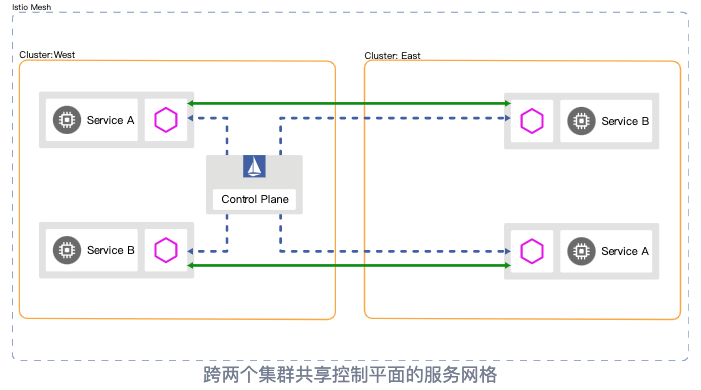 Istio Mesh
Cluster:West
Cluster: East
Service A
Service B
Control Plane
Service B
Service A
跨两个集群共享控制平面的服务网格